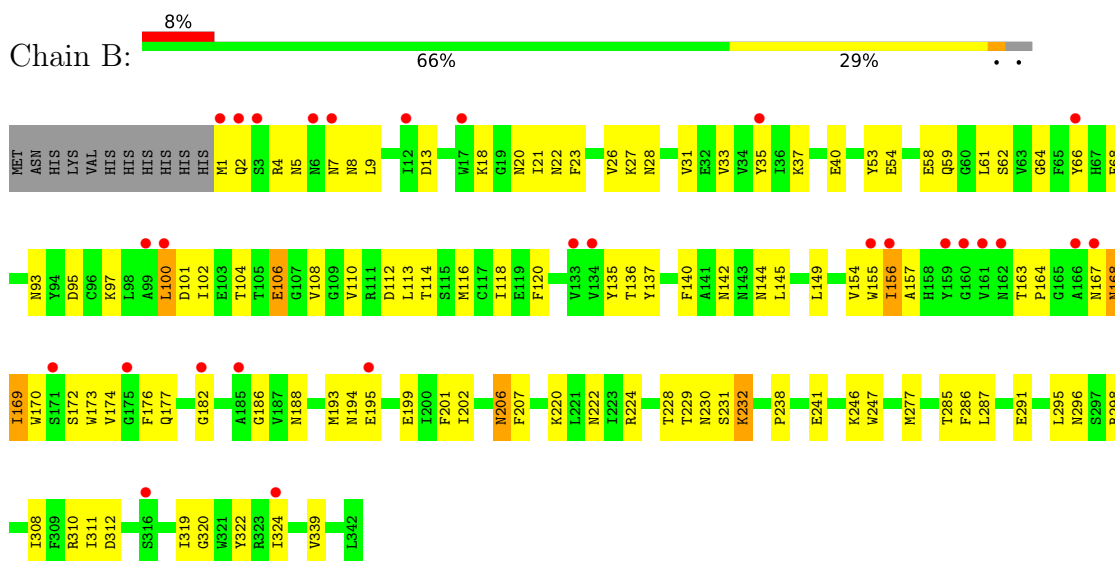 8%
Chain B:
66% 29% • •
MET ASN HIS LYS VAL HIS HIS HIS HIS HIS HIS M1 Q2 S3 R4 N5 N6 N7 N8 L9 I12 D13 W17 K18 G19 N20 I21 N22 F23 V26 K27 N28 V31 E32 V33 V34 Y35 I36 K37 E40 Y53 E54 E58 Q59 G60 L61 S62 V63 G64 F65 Y66 H67
N93 Y94 D95 C96 K97 L98 A99 L100 D101 I102 E103 T104 T105 E106 G107 V108 G109 V110 R111 D112 L113 T114 S115 M116 C117 I118 E119 F120 V133 V134 Y135 T136 Y137 F140 A141 N142 N143 N144 L145 L149 V154 W155 I156 A157 H158 Y159 G160 V161 N162 T163 P164 G165 A166 N167 N168
I169 W170 S171 S172 W173 V174 G175 F176 Q177 G182 A185 G186 V187 N188 M193 N194 E195 E199 I200 F201 I202 N206 F207 K220 L221 N222 I223 R224 T228 T229 N230 S231 K232 P238 E241 K246 W247 M277 T285 F286 L287 E291 L295 N296 S297
I308 F309 R310 I311 D312 S316 I319 G320 W321 Y322 R323 I324 V339 L342